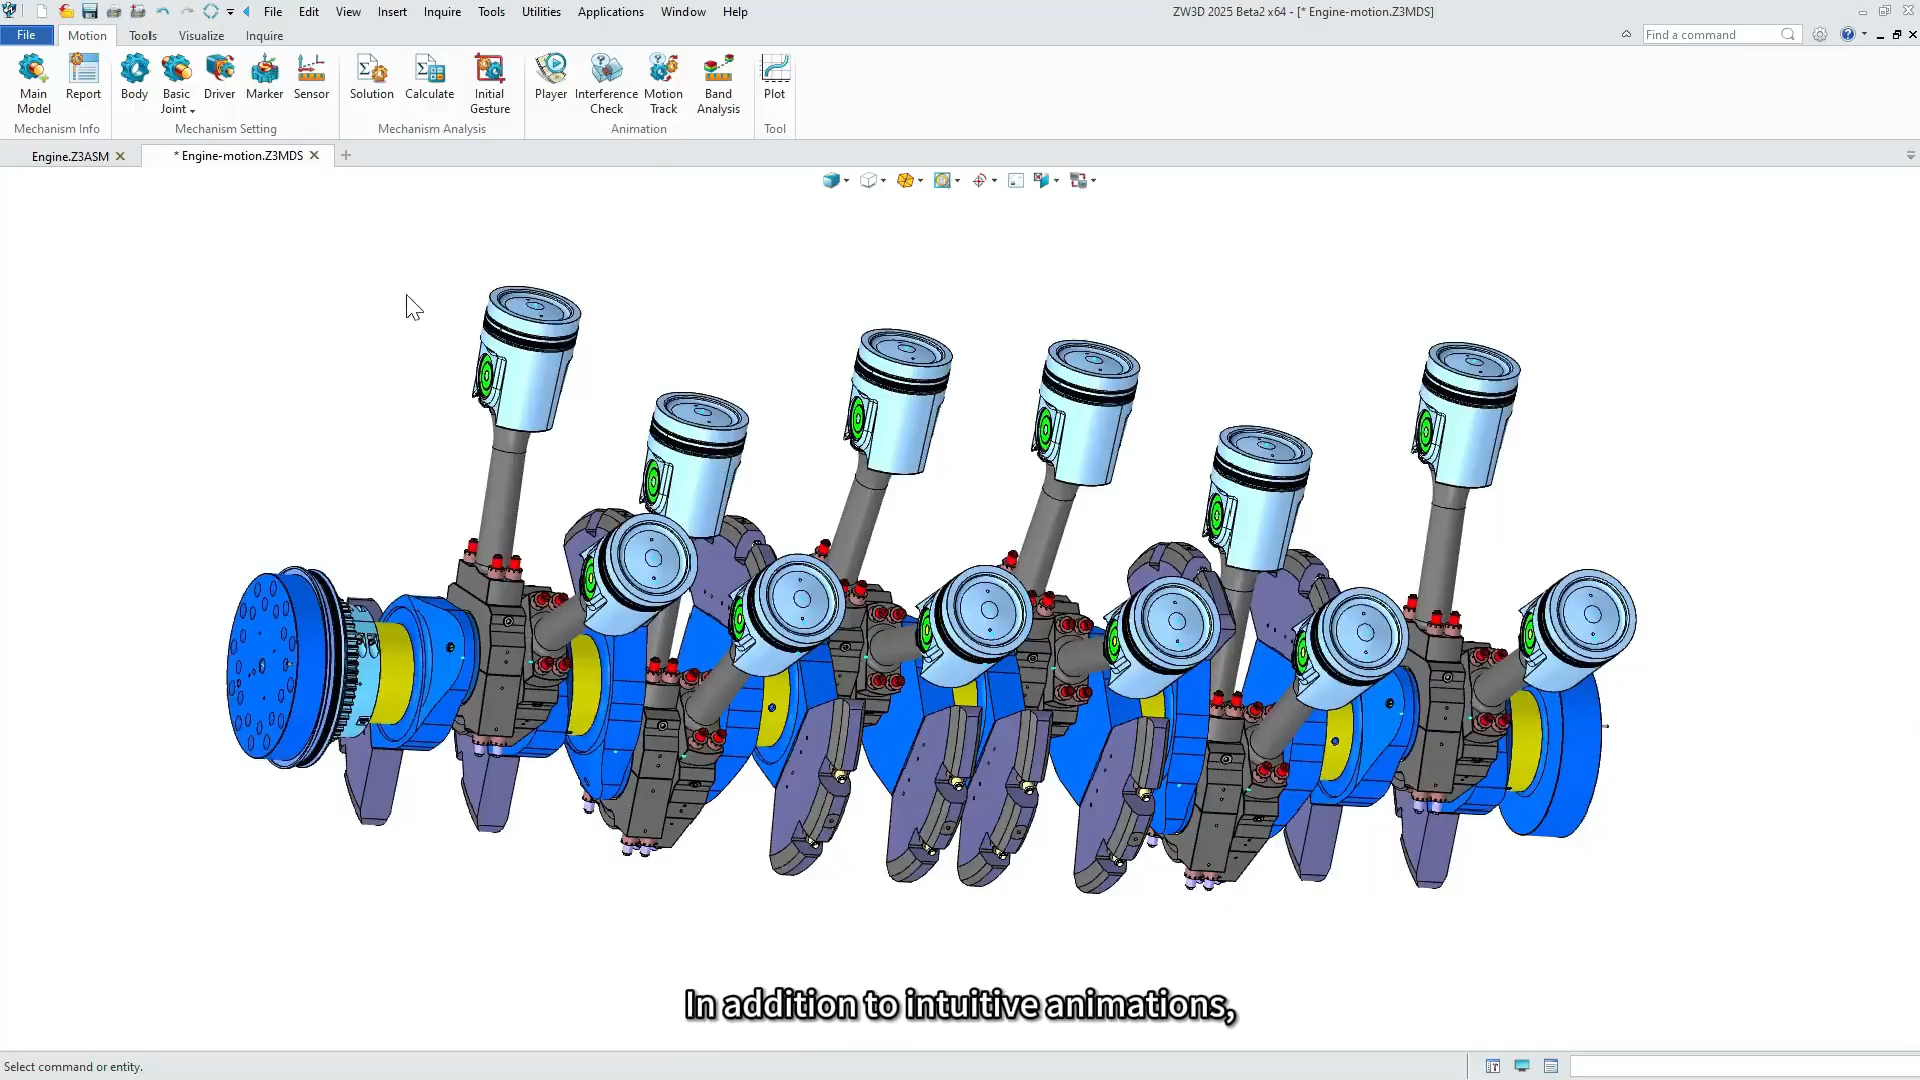 File Edit View Insert Inquire Tools Utilities Applications Window Help
ZW3D 2025 Beta2 x64 - [* Engine-motion.Z3MDS]
File Motion Tools Visualize Inquire
Find a command
Main Model
Report
Body
Basic Joint
Driver
Marker
Sensor
Solution
Calculate
Initial Gesture
Player
Interference Check
Motion Track
Band Analysis
Plot
Mechanism Info
Mechanism Setting
Mechanism Analysis
Animation
Tool
Engine.Z3ASM
* Engine-motion.Z3MDS
In addition to intuitive animations,
Select command or entity.